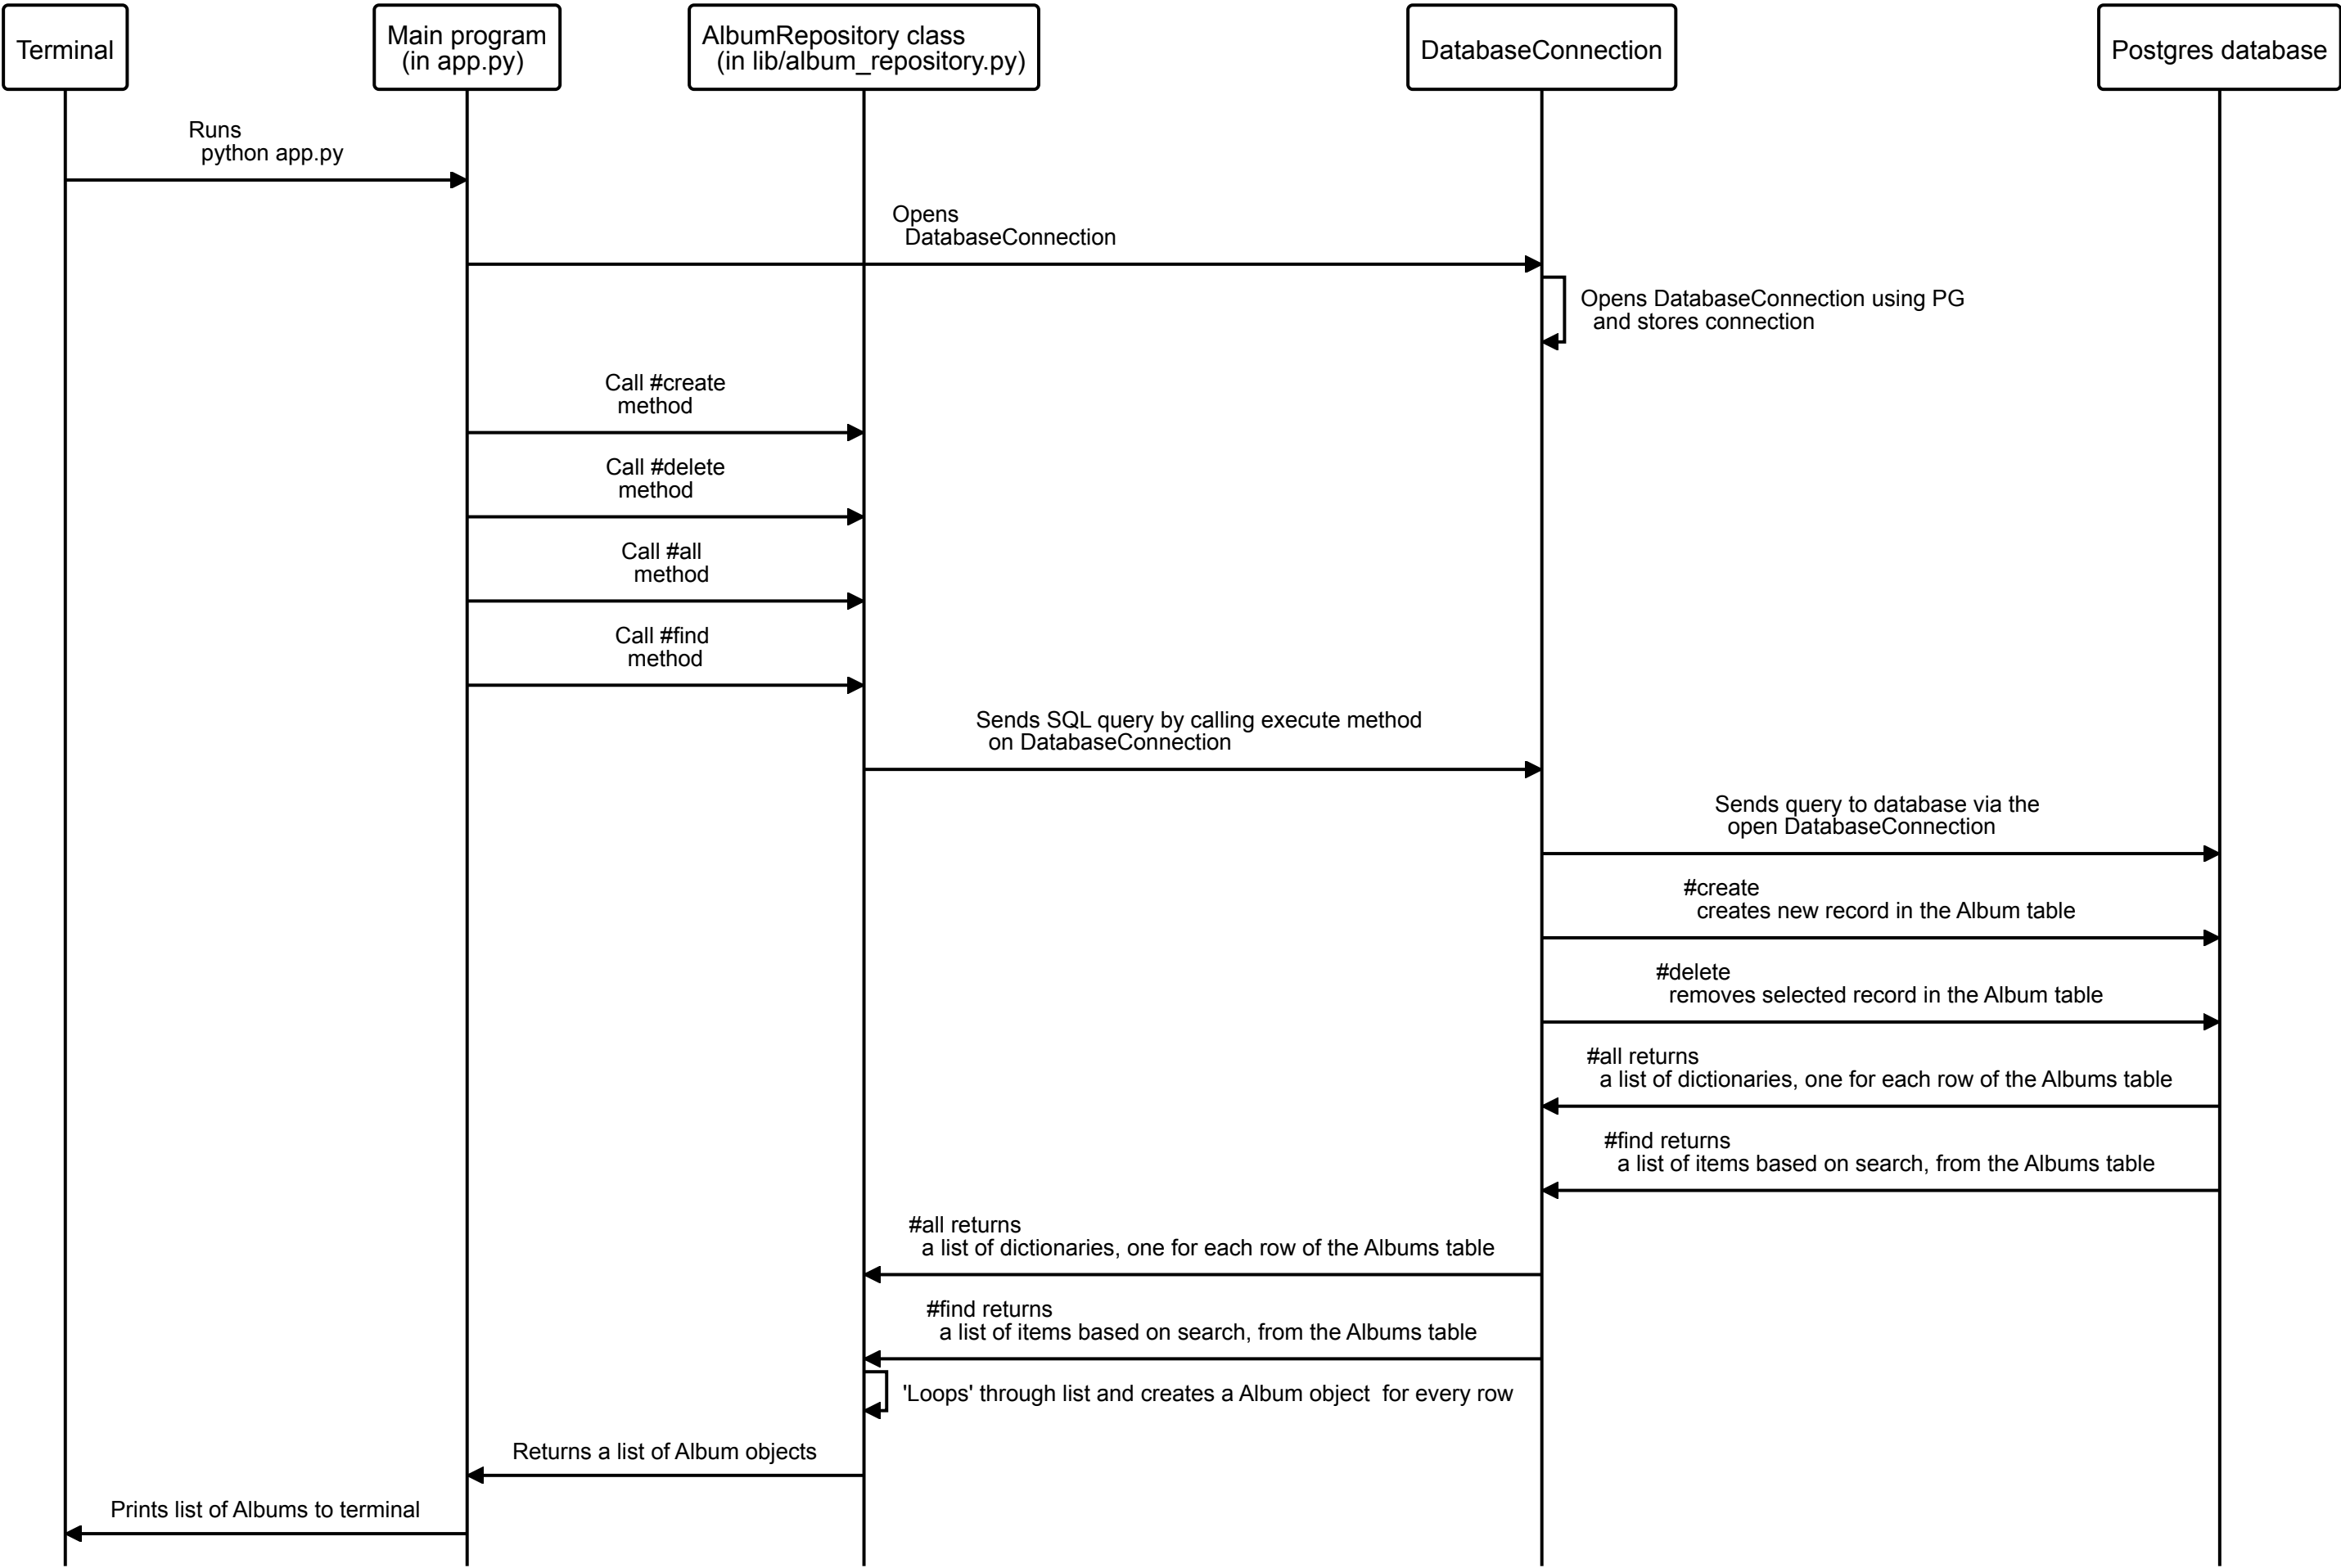 Terminal
Main program
(in app.py)
AlbumRepository class
(in lib/album_repository.py)
DatabaseConnection
Postgres database
Runs
python app.py
Opens
DatabaseConnection
Opens DatabaseConnection using PG
and stores connection
Call #create
method
Call #delete
method
Call #all
method
Call #find
method
Sends SQL query by calling execute method
on DatabaseConnection
Sends query to database via the
open DatabaseConnection
#create
creates new record in the Album table
#delete
removes selected record in the Album table
#all returns
a list of dictionaries, one for each row of the Albums table
#find returns
a list of items based on search, from the Albums table
#all returns
a list of dictionaries, one for each row of the Albums table
#find returns
a list of items based on search, from the Albums table
'Loops' through list and creates a Album object  for every row
Returns a list of Album objects
Prints list of Albums to terminal